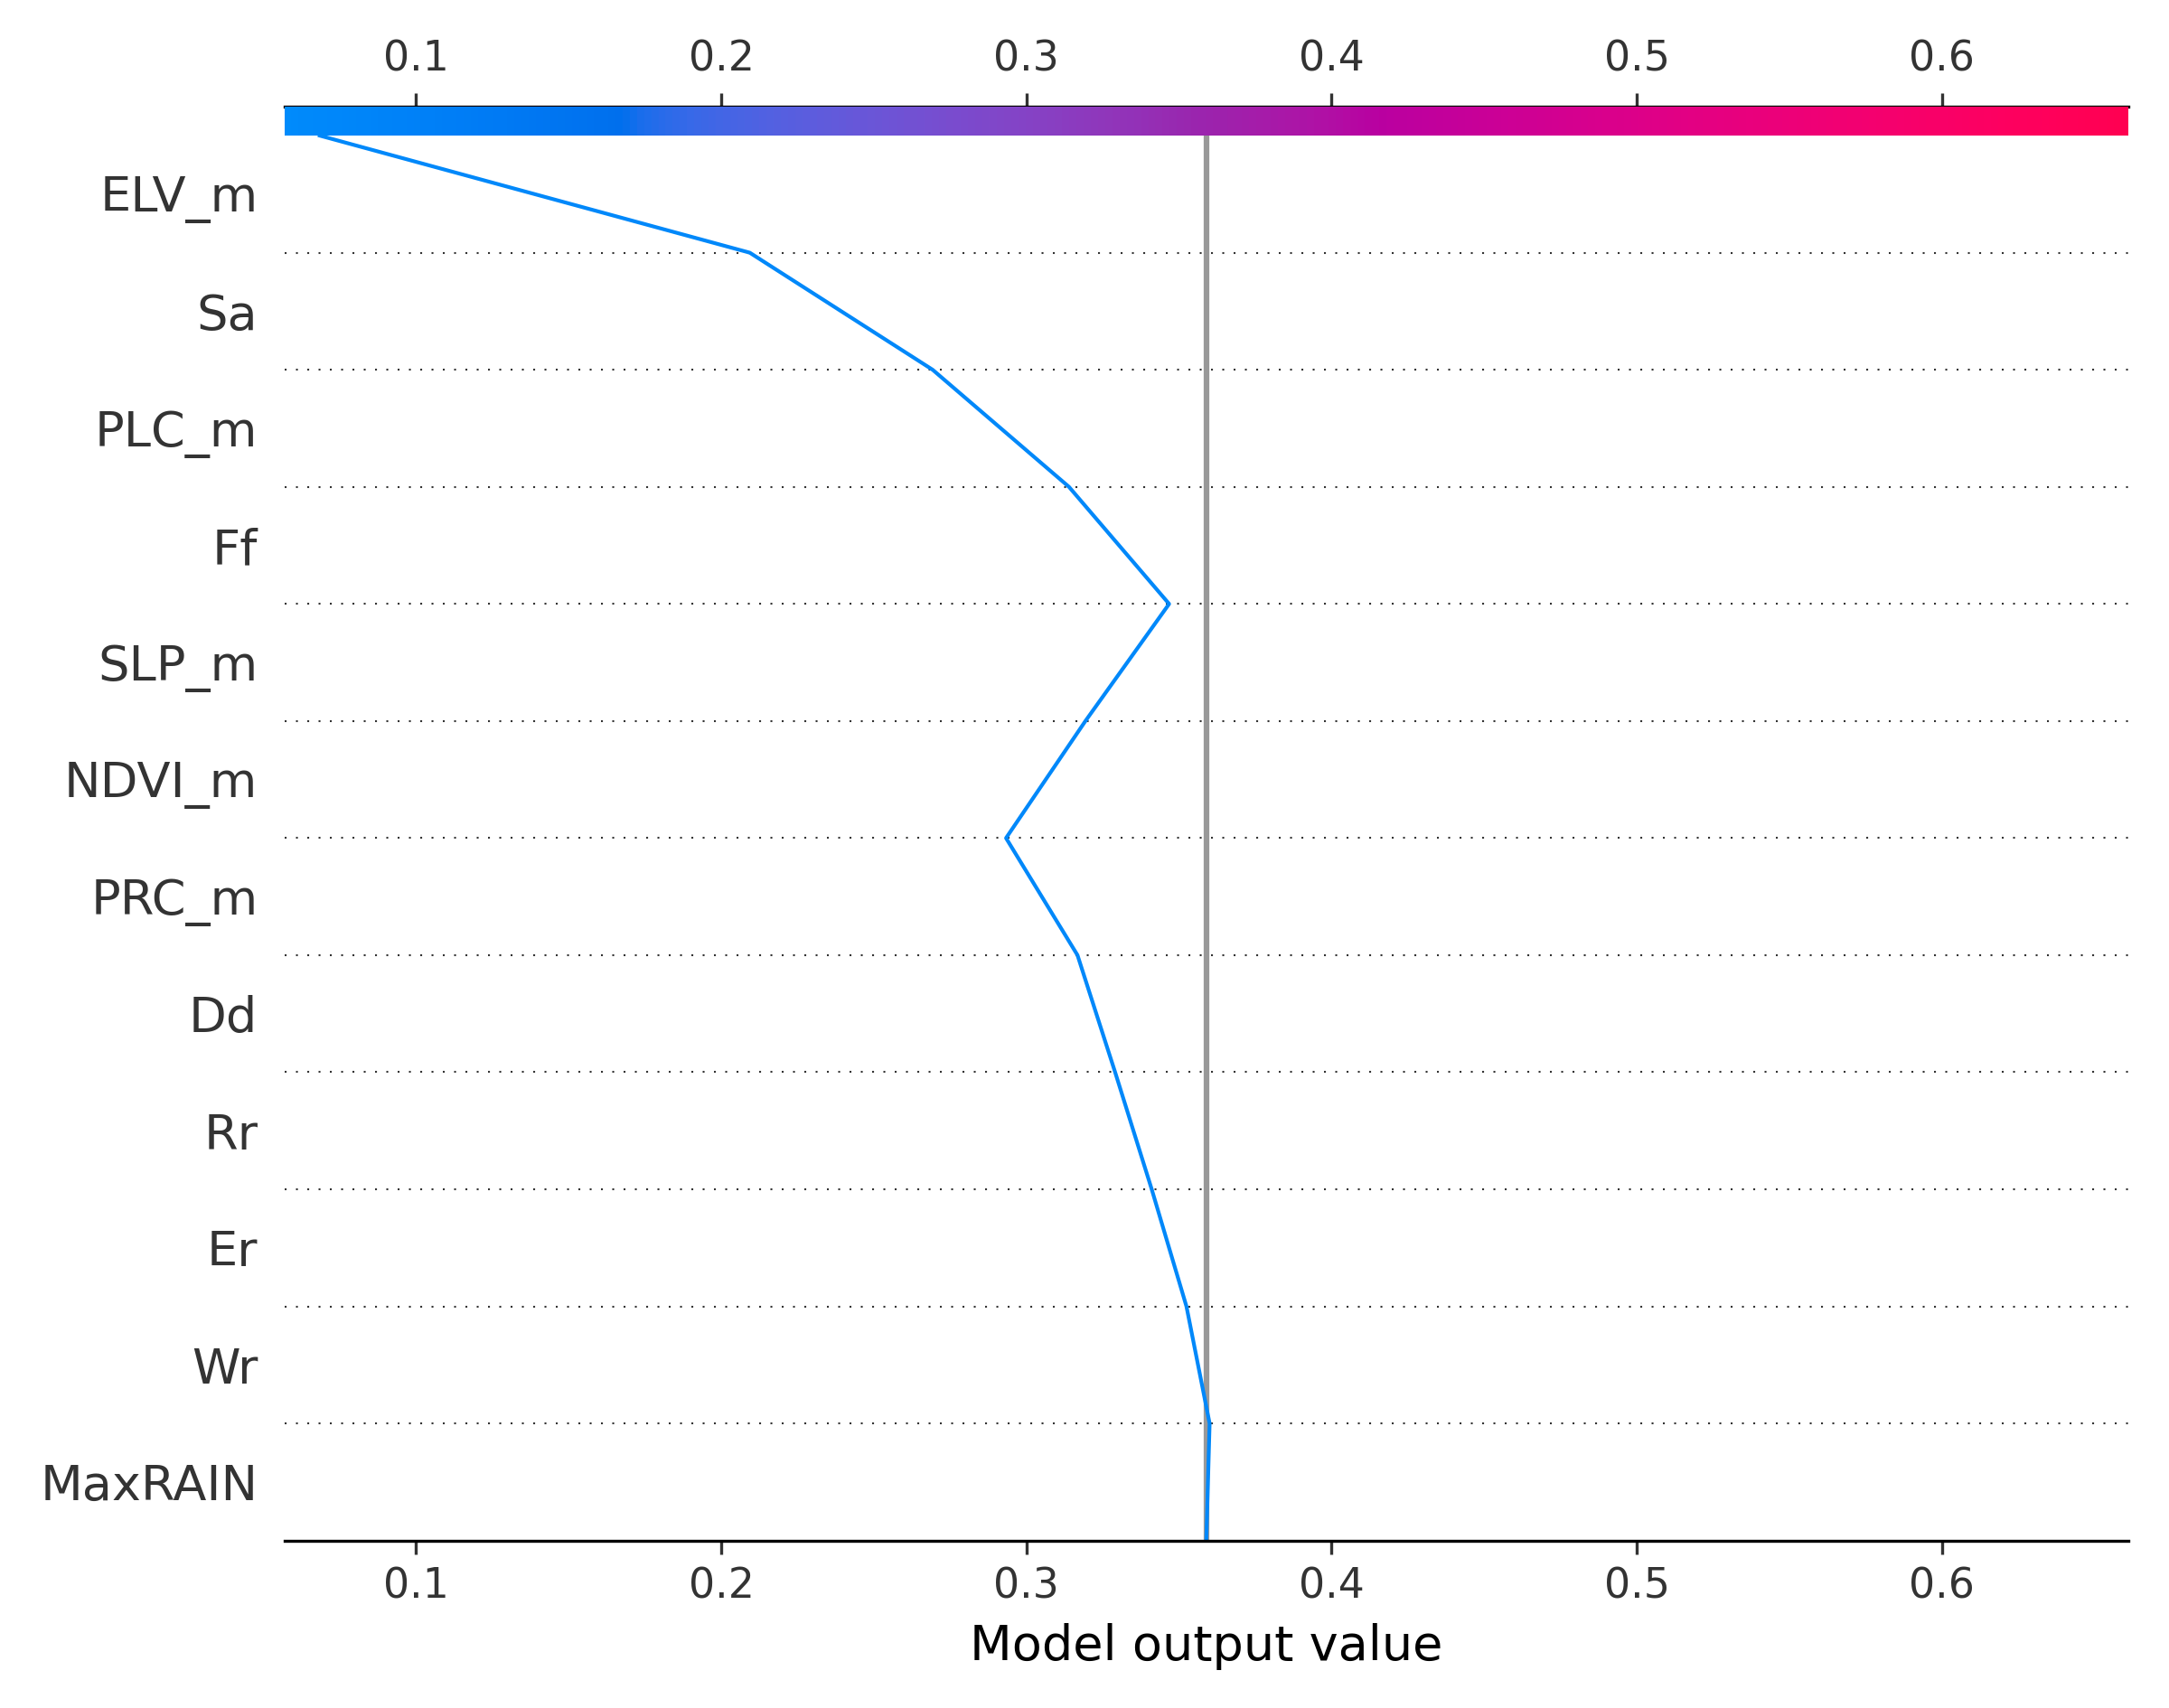 0.1 0.2 0.3 0.4 0.5 0.6
ELV_m
Sa
PLC_m
Ff
SLP_m
NDVI_m
PRC_m
Dd
Rr
Er
Wr
MaxRAIN
0.1 0.2 0.3 0.4 0.5 0.6
Model output value